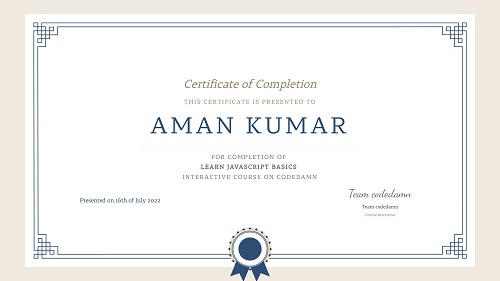 Certificate of Completion
THIS CERTIFICATE IS PRESENTED TO
AMAN KUMAR
FOR COMPLETION OF
LEARN JAVASCRIPT BASICS
INTERACTIVE COURSE ON CODEDAMN
Presented on 16th of July 2022
Team codedamn
Team codedamn
Course Instructor